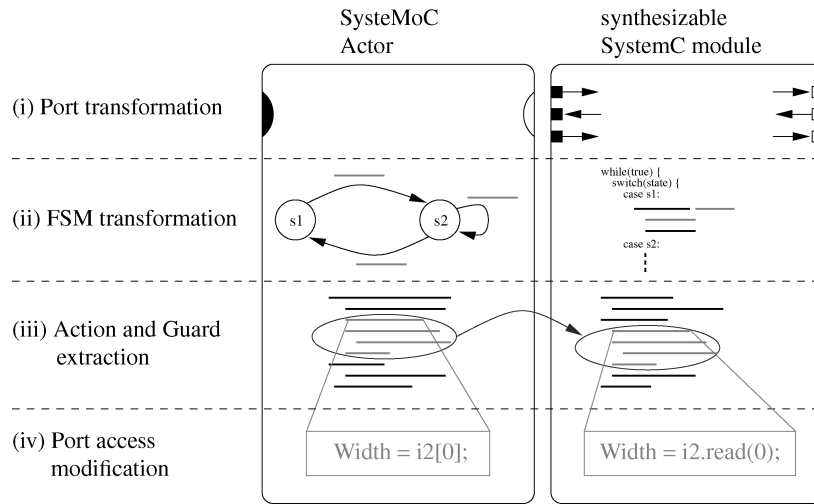 SysteMoC
Actor
synthesizable
SystemC module
(i) Port transformation
while(true) {
switch(state) {
case s1:
(ii) FSM transformation
s1
s2
case s2:
(iii) Action and Guard
extraction
(iv) Port access
modification
Width = i2[0];
Width = i2.read(0);